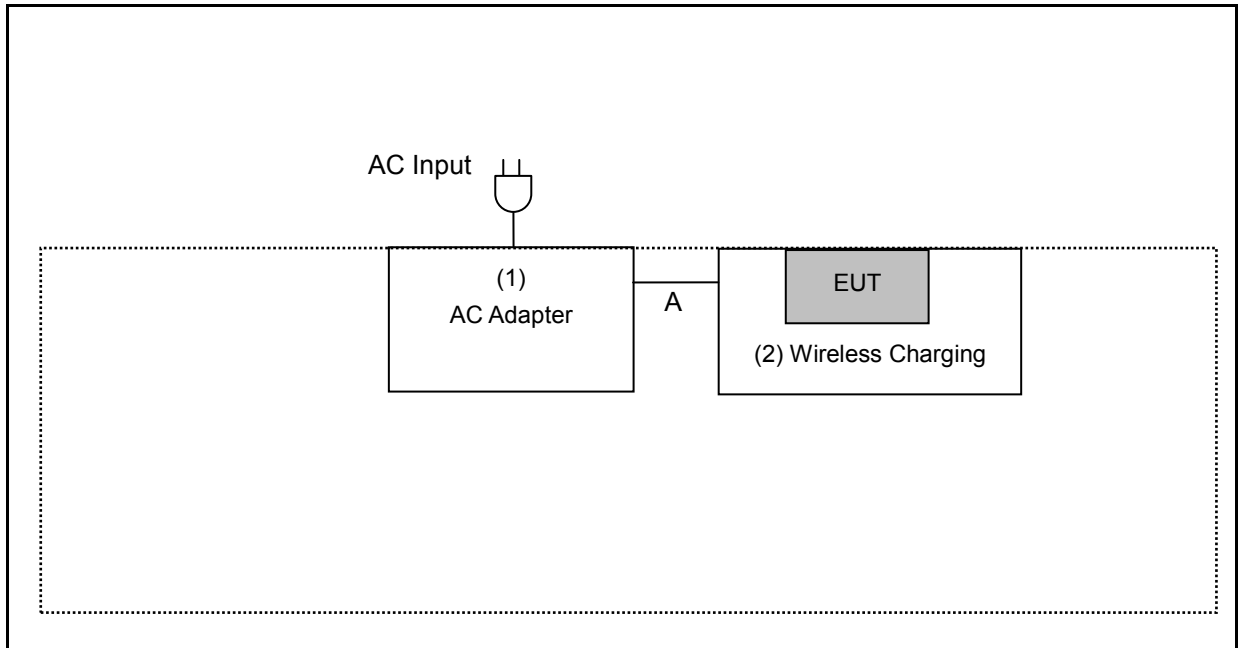 AC Input
(1)
AC Adapter
A
EUT
(2) Wireless Charging